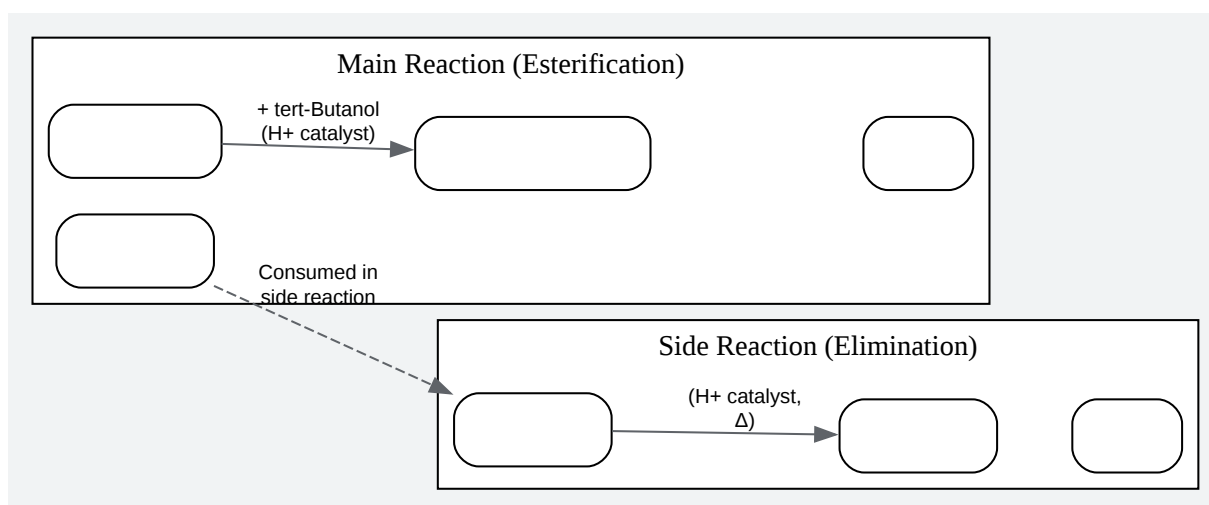 Main Reaction (Esterification)
+ tert-Butanol
(H+ catalyst)
Consumed in
side reaction
Side Reaction (Elimination)
(H+ catalyst,
Δ)